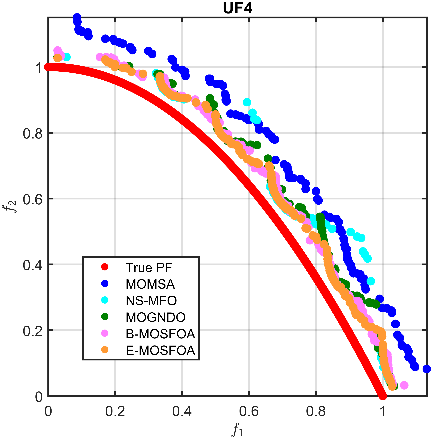 UF4
1
0.8
0.6
0.4
0.2
0
f2
True PF
MOMSA
NS-MFO
MOGNDO
B-MOSFOA
E-MOSFOA
0 0.2 0.4 0.6 0.8 1
f1